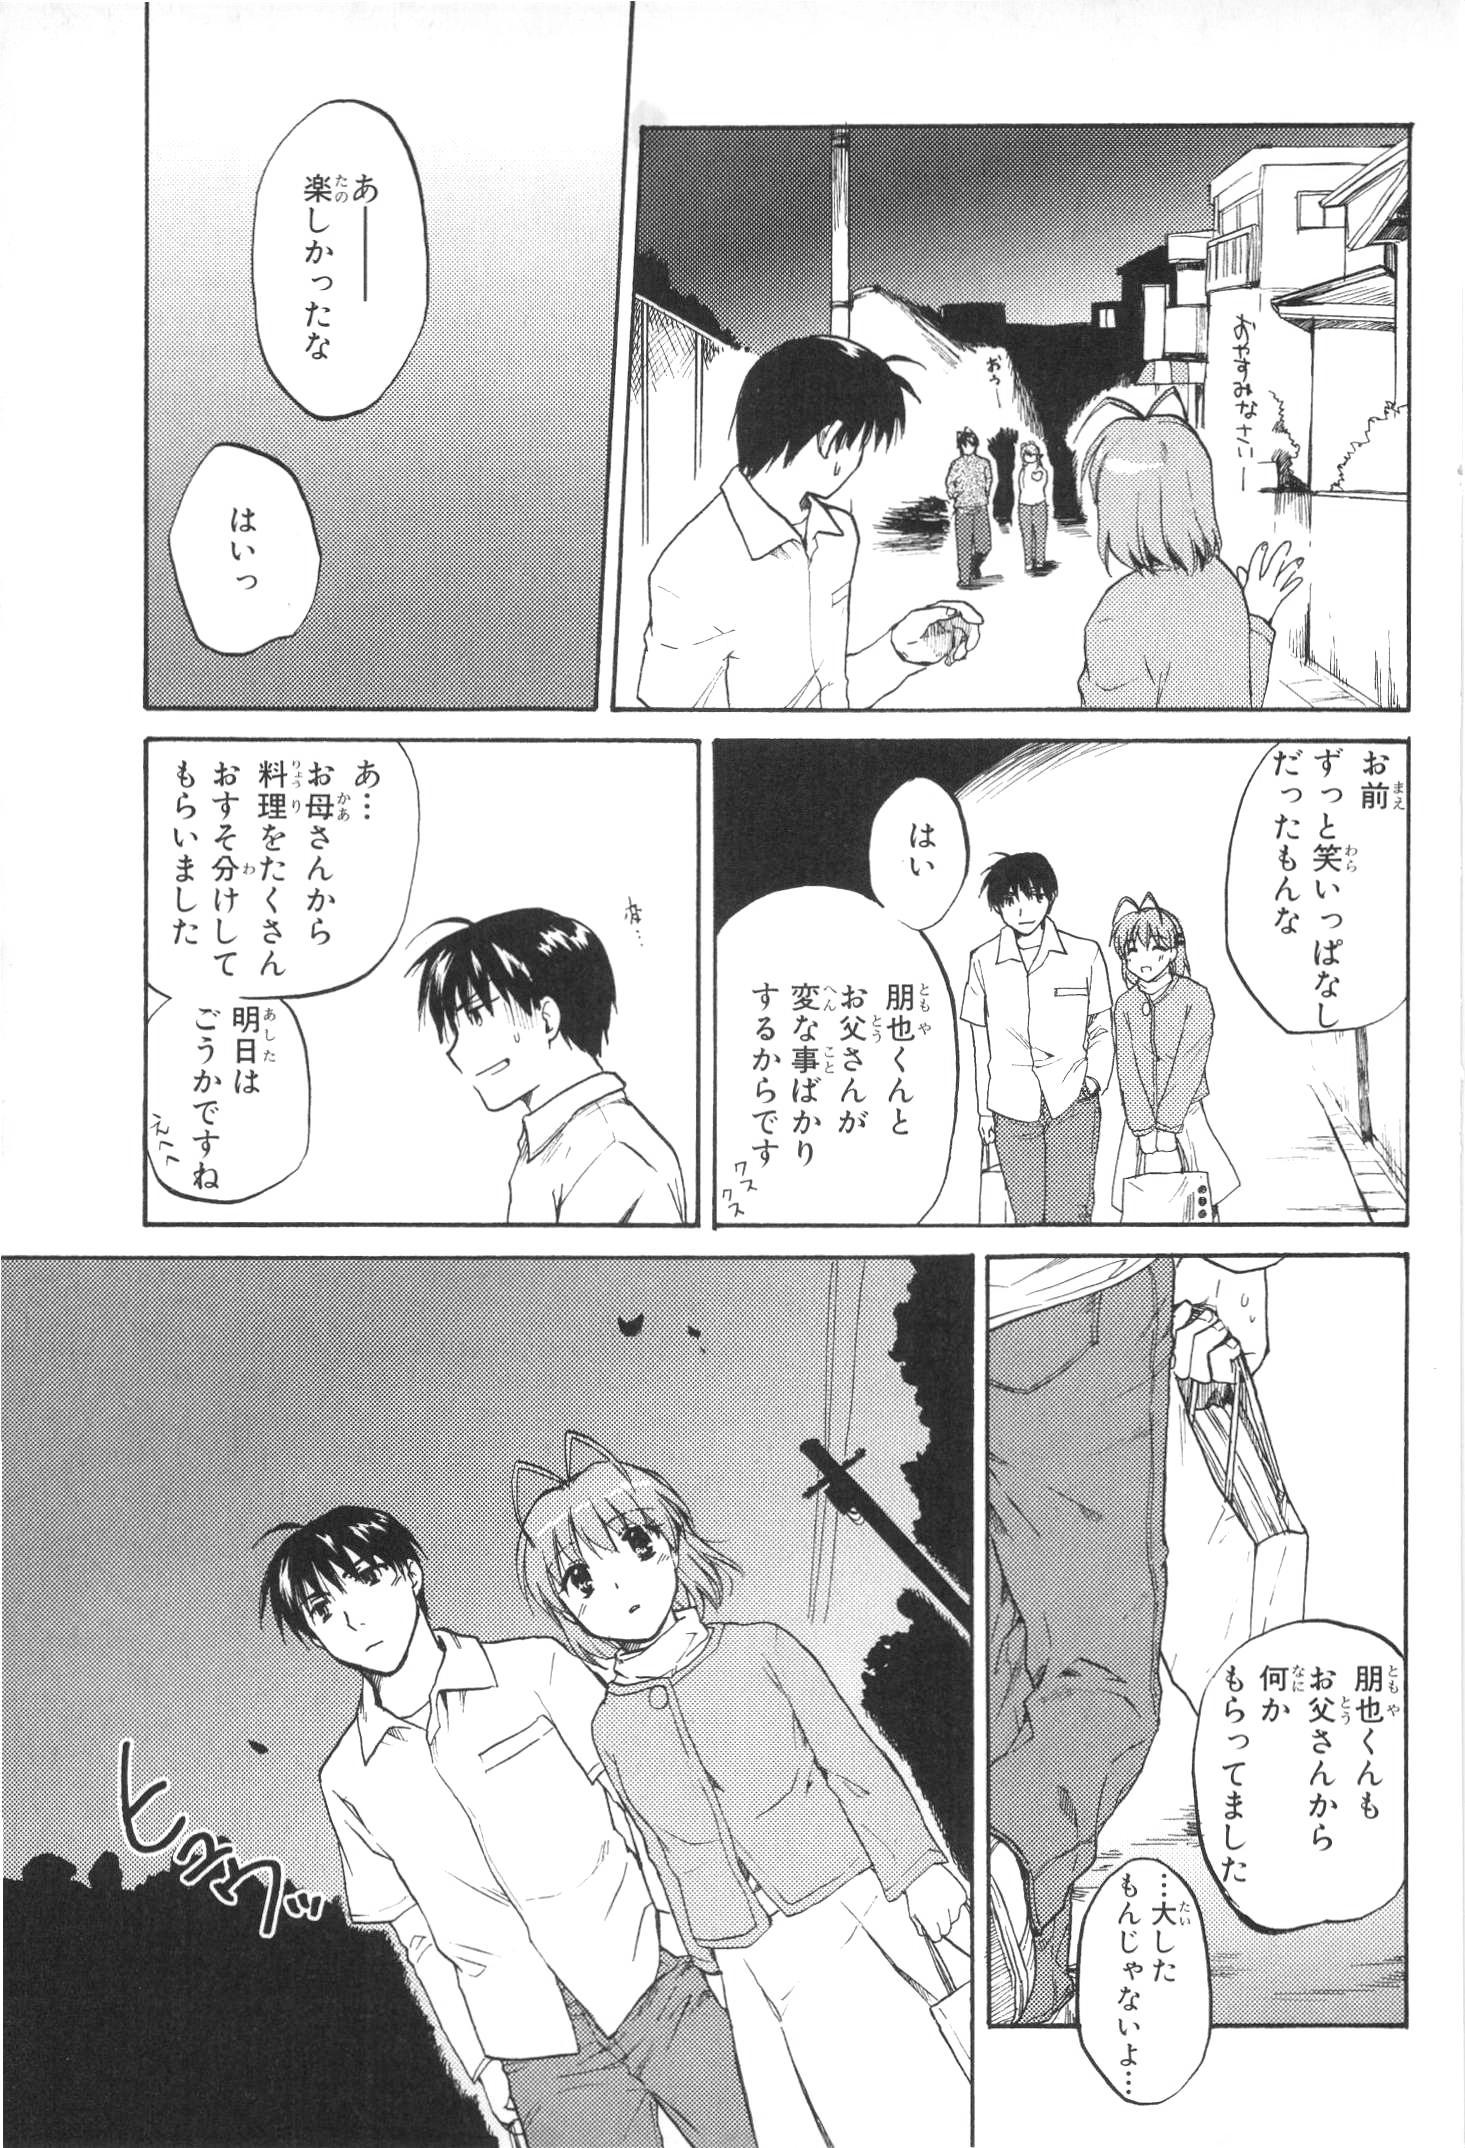 おやすみなさいー
おぅー
あ――
楽しかったな
はいっ
お前
ずっと笑いっぱなし
だったもんな
はい
朋也くんと
お父さんが
変な事ばかり
するからです
クス
クス
あ…
お母さんから
料理をたくさん
おすそ分けして
もらいました
明日は
ごうかですね
えへへ
朋也くんも
お父さんから
何か
もらってました
…大した
もんじゃないよ…